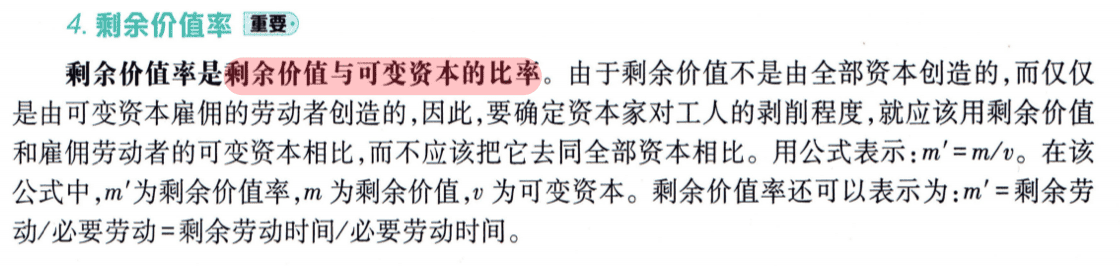 4. 剩余价值率 重要
剩余价值率是剩余价值与可变资本的比率。由于剩余价值不是由全部资本创造的,而仅仅
是由可变资本雇佣的劳动者创造的,因此,要确定资本家对工人的剥削程度,就应该用剩余价值
和雇佣劳动者的可变资本相比,而不应该把它去同全部资本相比。用公式表示:m′=m/v。在该
公式中,m′为剩余价值率,m 为剩余价值,v 为可变资本。剩余价值率还可以表示为:m′=剩余劳
动/必要劳动=剩余劳动时间/必要劳动时间。